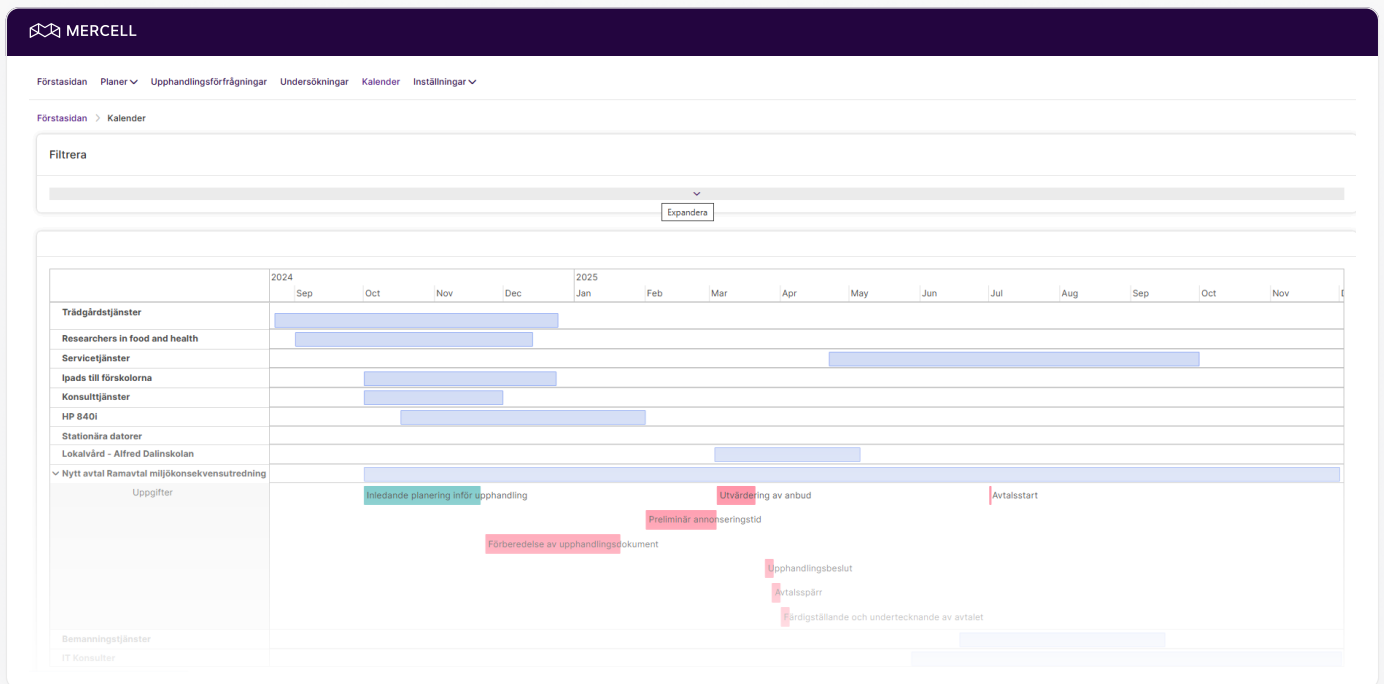 MERCELL
Förstasidan Planer Upphandlingsförfrågningar Undersökningar Kalender Inställningar
Förstasidan > Kalender
Filtrera
Expandera
2024 2025
Sep Oct Nov Dec Jan Feb Mar Apr May Jun Jul Aug Sep Oct Nov D
Trädgårdstjänster
Researchers in food and health
Servicetjänster
Ipads till förskolorna
Konsulttjänster
HP 840i
Stationära datorer
Lokalvård - Alfred Dalinskolan
Nytt avtal Ramavtal miljökonsekvensutredning
Uppgifter
Inledande planering inför upphandling
Utvärdering av anbud
Avtalsstart
Preliminär annonseringstid
Förberedelse av upphandlingsdokument
Upphandlingsbeslut
Avtalsspärr
Färdigställande och undertecknande av avtalet
Bemanningstjänster
IT Konsulter